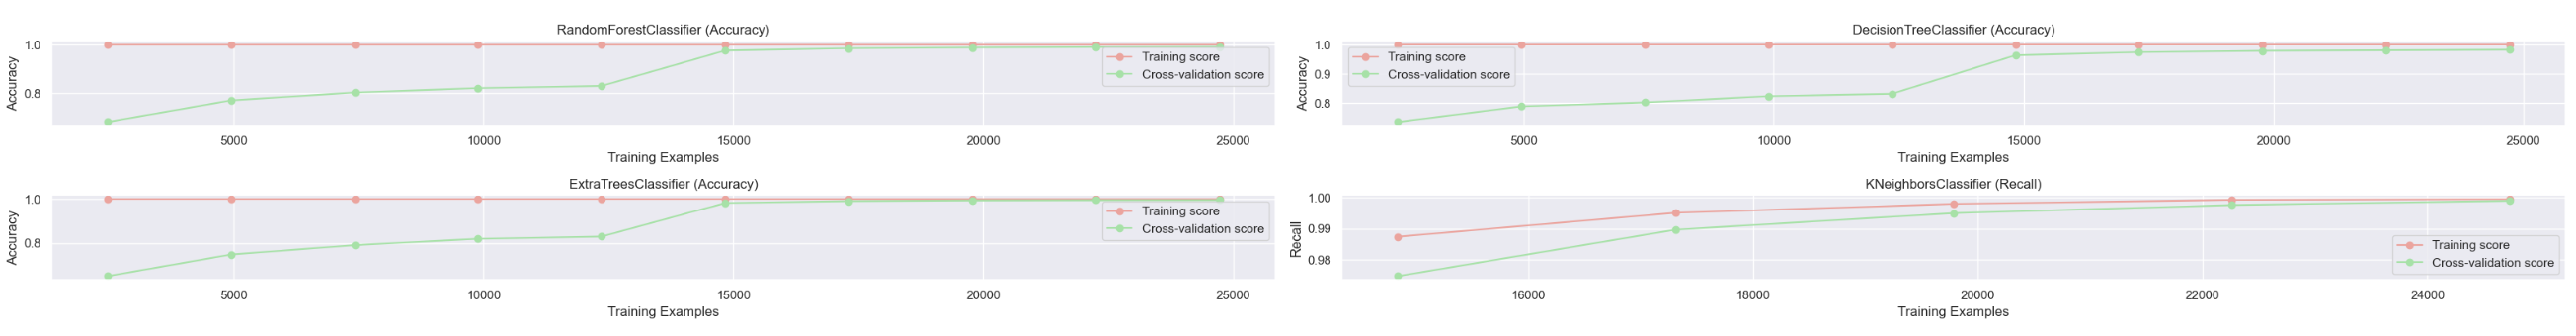 RandomForestClassifier (Accuracy)
1.0
0.8
Accuracy
Training score
Cross-validation score
5000 10000 15000 20000 25000
Training Examples
DecisionTreeClassifier (Accuracy)
1.0
0.9
0.8
Accuracy
Training score
Cross-validation score
5000 10000 15000 20000 25000
Training Examples
ExtraTreesClassifier (Accuracy)
1.0
0.8
Accuracy
Training score
Cross-validation score
5000 10000 15000 20000 25000
Training Examples
KNeighborsClassifier (Recall)
1.00
0.99
0.98
Recall
Training score
Cross-validation score
16000 18000 20000 22000 24000
Training Examples